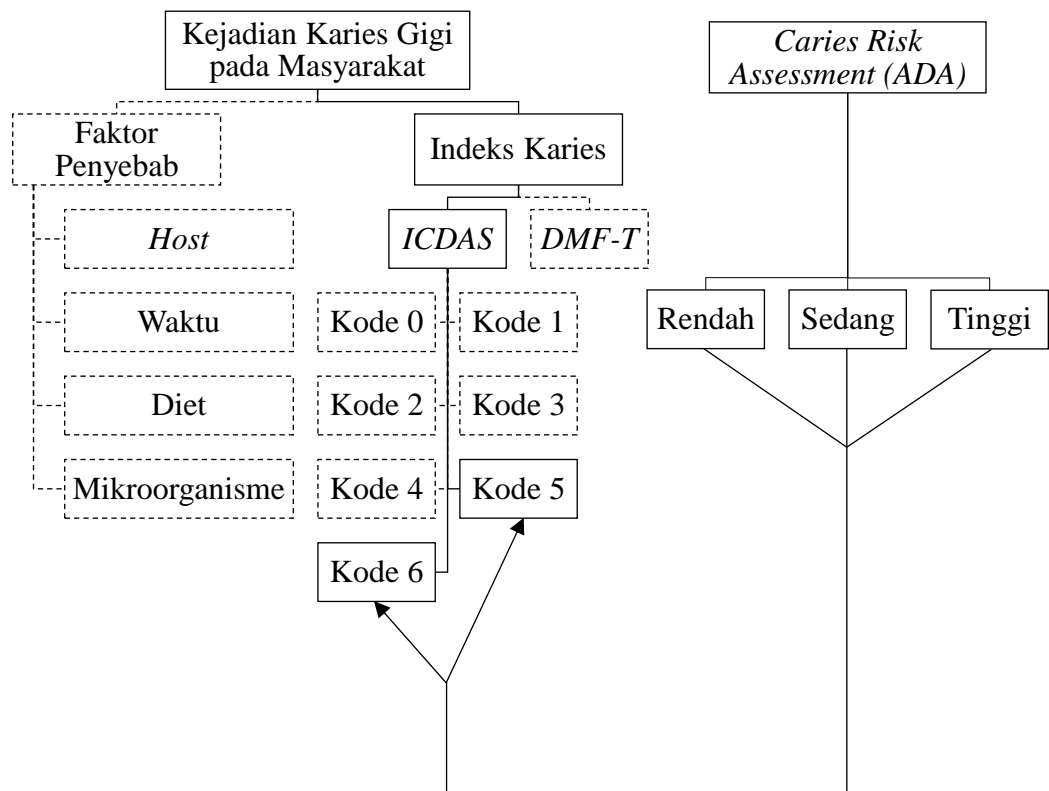 Kejadian Karies Gigi
pada Masyarakat
Caries Risk
Assessment (ADA)
Faktor
Penyebab
Indeks Karies
Host
ICDAS
DMF-T
Waktu
Kode 0
Kode 1
Rendah
Sedang
Tinggi
Diet
Kode 2
Kode 3
Mikroorganisme
Kode 4
Kode 5
Kode 6